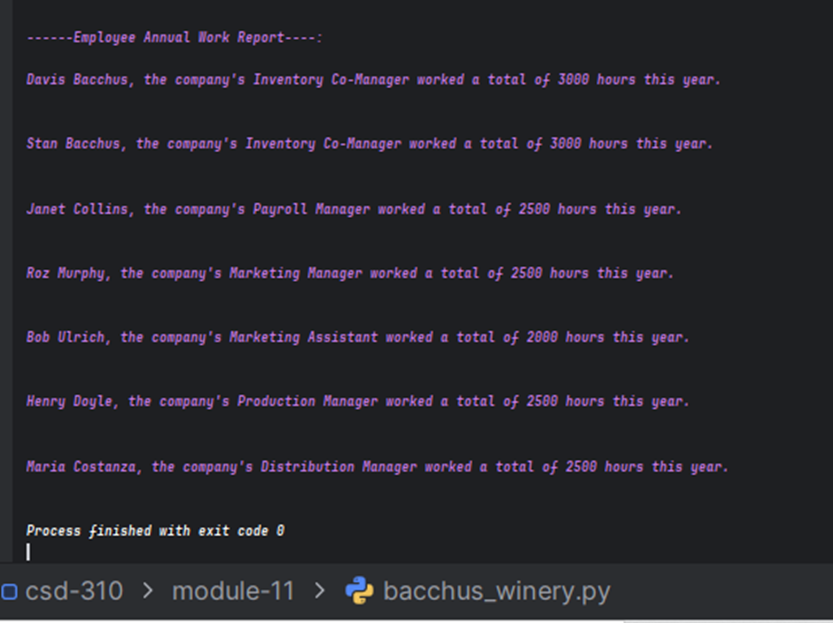 ------Employee Annual Work Report----:
Davis Bacchus, the company's Inventory Co-Manager worked a total of 3000 hours this year.
Stan Bacchus, the company's Inventory Co-Manager worked a total of 3000 hours this year.
Janet Collins, the company's Payroll Manager worked a total of 2500 hours this year.
Roz Murphy, the company's Marketing Manager worked a total of 2500 hours this year.
Bob Ulrich, the company's Marketing Assistant worked a total of 2000 hours this year.
Henry Doyle, the company's Production Manager worked a total of 2500 hours this year.
Maria Costanza, the company's Distribution Manager worked a total of 2500 hours this year.
Process finished with exit code 0
csd-310 > module-11 > bacchus_winery.py